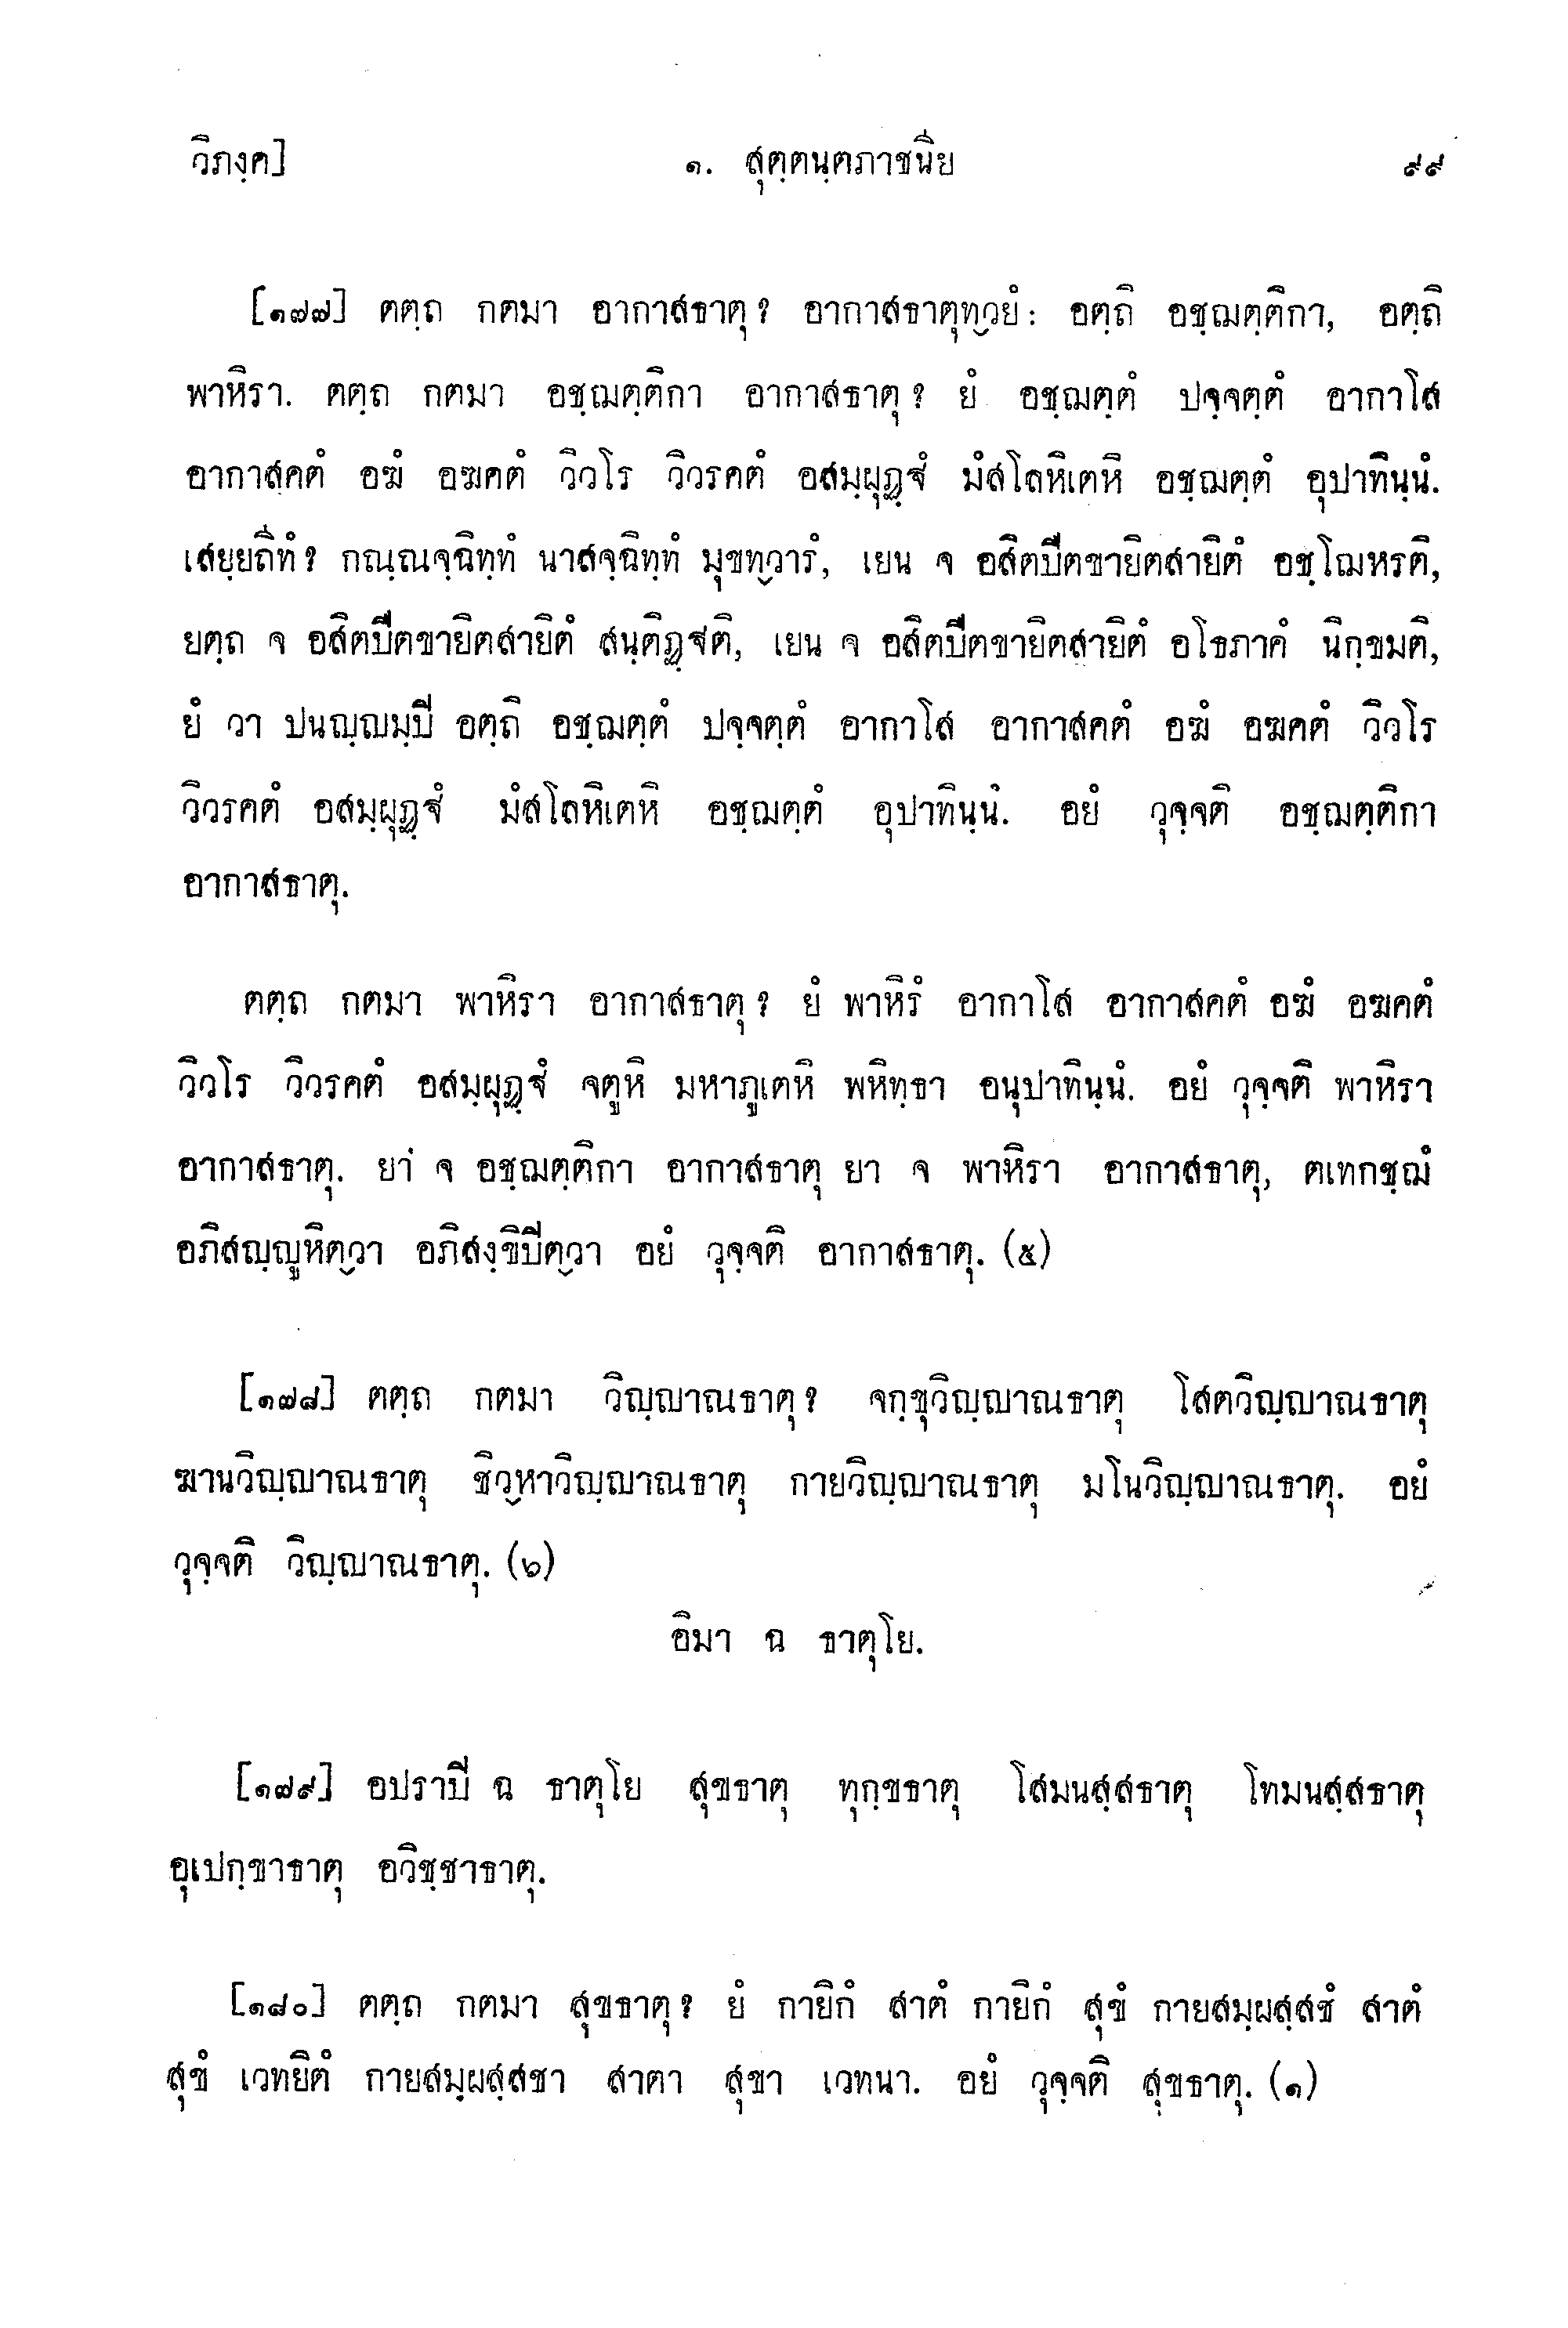 วิภงฺค]
๑. สุตฺตนฺตภาชนีย
๙๙
[๑๗๗] ตตฺถ กตมา อากาสธาตุ? อากาสธาตุทฺวยํ: อตฺถิ อชฺฌตฺติกา, อตฺถิ
พาหิรา. ตตฺถ กตมา อชฺฌตฺติกา อากาสธาตุ? ยํ อชฺฌตฺตํ ปจฺจตฺตํ อากาโส
อากาสคตํ อฆํ อฆคตํ วิวโร วิวรคตํ อสมฺผุฏฺฐํ มํสโลหิเตหิ อชฺฌตฺตํ อุปาทินฺนํ.
เสยฺยถีทํ? กณฺณจฺฉิทฺทํ นาสจฺฉิทฺทํ มุขทฺวารํ, เยน จ อสิตปีตขายิตสายิตํ อชฺโฌหรติ,
ยตฺถ จ อสิตปีตขายิตสายิตํ สนฺติฏฺฐติ, เยน จ อสิตปีตขายิตสายิตํ อโธภาคํ นิกฺขมติ,
ยํ วา ปนญฺญมฺปิ อตฺถิ อชฺฌตฺตํ ปจฺจตฺตํ อากาโส อากาสคตํ อฆํ อฆคตํ วิวโร
วิวรคตํ อสมฺผุฏฺฐํ มํสโลหิเตหิ อชฺฌตฺตํ อุปาทินฺนํ. อยํ วุจฺจติ อชฺฌตฺติกา
อากาสธาตุ.
ตตฺถ กตมา พาหิรา อากาสธาตุ? ยํ พาหิรํ อากาโส อากาสคตํ อฆํ อฆคตํ
วิวโร วิวรคตํ อสมฺผุฏฺฐํ จตูหิ มหาภูเตหิ พหิทฺธา อนุปาทินฺนํ. อยํ วุจฺจติ พาหิรา
อากาสธาตุ. ยา จ อชฺฌตฺติกา อากาสธาตุ ยา จ พาหิรา อากาสธาตุ, ตเทกชฺฌํ
อภิสญฺญูหิตฺวา อภิสงฺขิปิตฺวา อยํ วุจฺจติ อากาสธาตุ. (๕)
[๑๗๘] ตตฺถ กตมา วิญฺญาณธาตุ? จกฺขุวิญฺญาณธาตุ โสตวิญฺญาณธาตุ
ฆานวิญฺญาณธาตุ ชิวฺหาวิญฺญาณธาตุ กายวิญฺญาณธาตุ มโนวิญฺญาณธาตุ. อยํ
วุจฺจติ วิญฺญาณธาตุ. (๖)
อิมา ฉ ธาตุโย.
[๑๗๙] อปราปิ ฉ ธาตุโย สุขธาตุ ทุกฺขธาตุ โสมนสฺสธาตุ โทมนสฺสธาตุ
อุเปกฺขาธาตุ อวิชฺชาธาตุ.
[๑๘๐] ตตฺถ กตมา สุขธาตุ? ยํ กายิกํ สาตํ กายิกํ สุขํ กายสมฺผสฺสชํ สาตํ
สุขํ เวทยิตํ กายสมฺผสฺสชา สาตา สุขา เวทนา. อยํ วุจฺจติ สุขธาตุ. (๑)